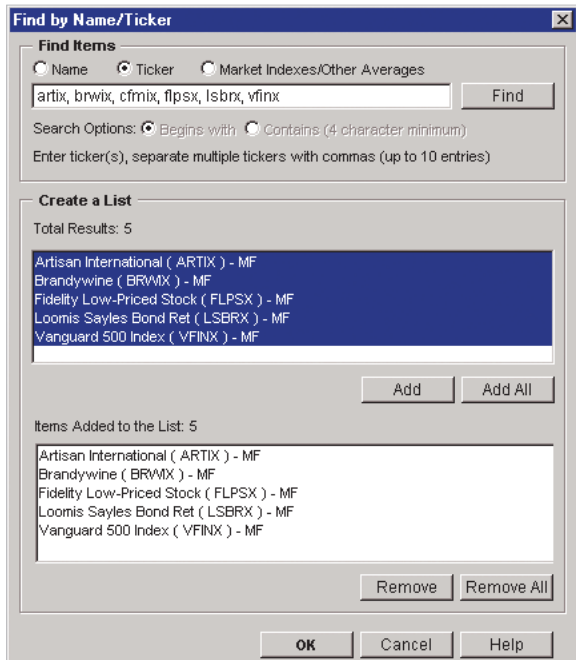 Find by Name/Ticker
Find Items
Name Ticker Market Indexes/Other Averages
artix, brwix, cfmix, flpsx, lsbrx, vfinx
Find
Search Options: Begins with Contains (4 character minimum)
Enter ticker(s), separate multiple tickers with commas (up to 10 entries)
Create a List
Total Results: 5
Artisan International ( ARTIX ) - MF
Brandywine ( BRWIX ) - MF
Fidelity Low-Priced Stock ( FLPSX ) - MF
Loomis Sayles Bond Ret ( LSBRX ) - MF
Vanguard 500 Index ( VFINX ) - MF
Add Add All
Items Added to the List: 5
Artisan International ( ARTIX ) - MF
Brandywine ( BRWIX ) - MF
Fidelity Low-Priced Stock ( FLPSX ) - MF
Loomis Sayles Bond Ret ( LSBRX ) - MF
Vanguard 500 Index ( VFINX ) - MF
Remove Remove All
OK Cancel Help